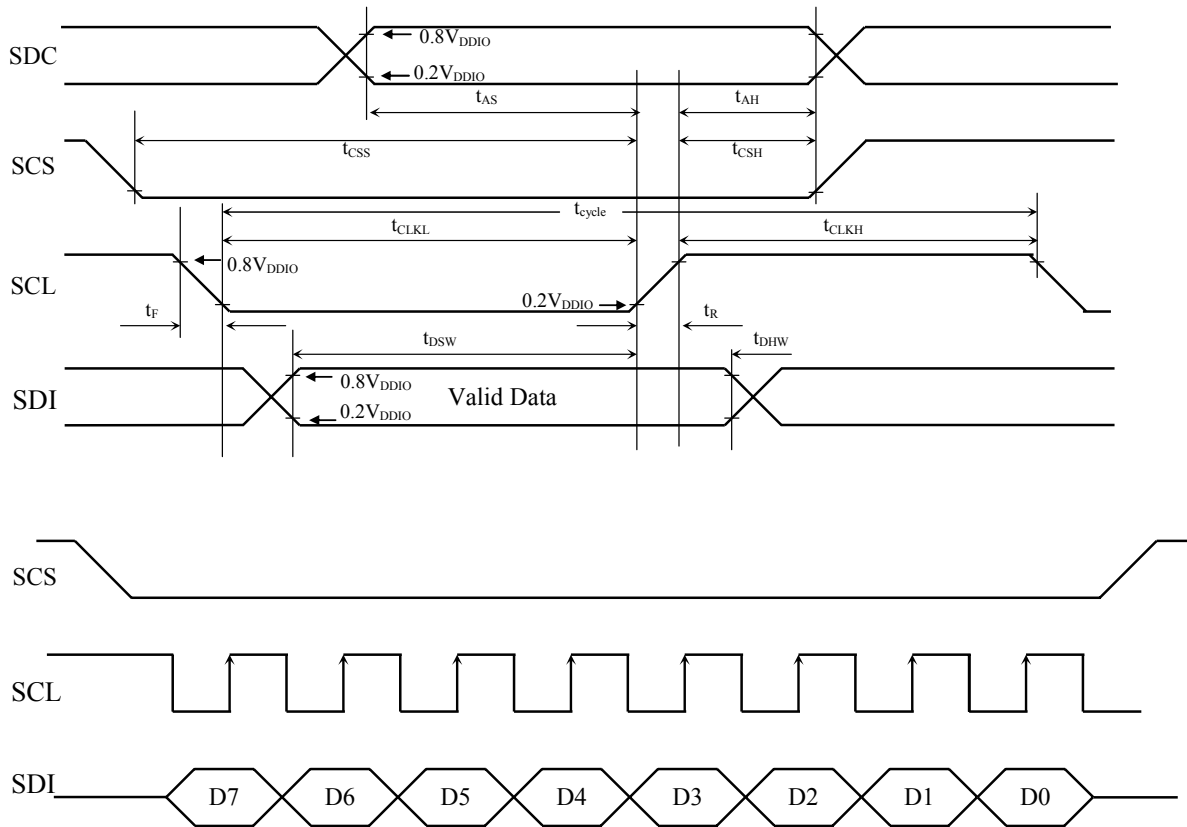 SDC
0.8VDDIO
0.2VDDIO
tAS
tAH
SCS
tCSS
tCSH
tcycle
tCLKL
tCLKH
SCL
0.8VDDIO
0.2VDDIO
tF
tR
tDSW
tDHW
SDI
0.8VDDIO
Valid Data
0.2VDDIO
SCS
SCL
SDI
D7 D6 D5 D4 D3 D2 D1 D0